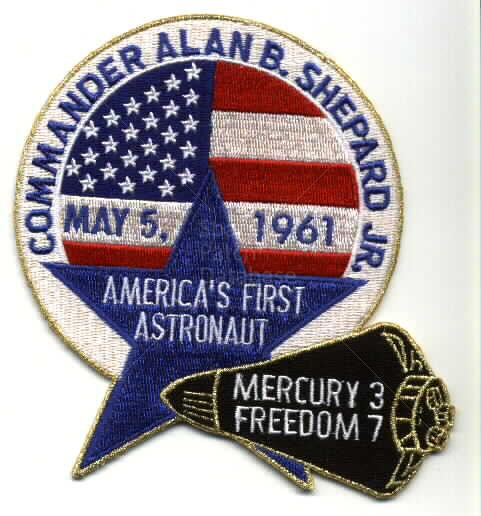 COMMANDER ALAN B. SHEPARD JR.
MAY 5, 1961
AMERICA'S FIRST
ASTRONAUT
MERCURY 3
FREEDOM 7